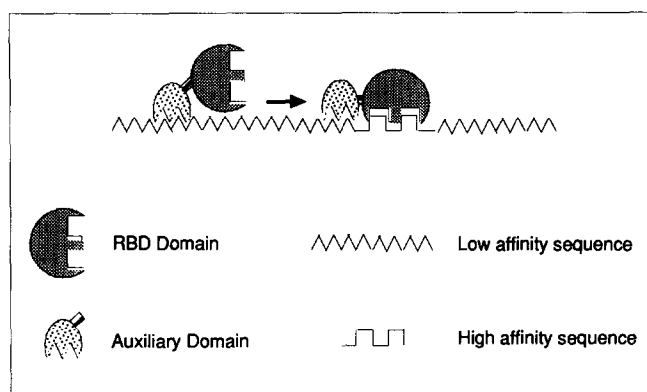 RBD Domain
Low affinity sequence
Auxiliary Domain
High affinity sequence